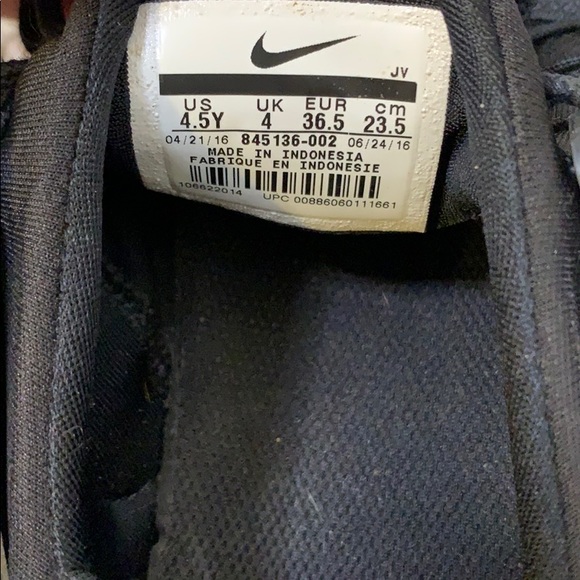 JV
US UK EUR cm
4.5Y 4 36.5 23.5
04/21/16 845136-002 06/24/16
MADE IN INDONESIA
FABRIQUE EN INDONESIE
106622014 UPC 00886060111661